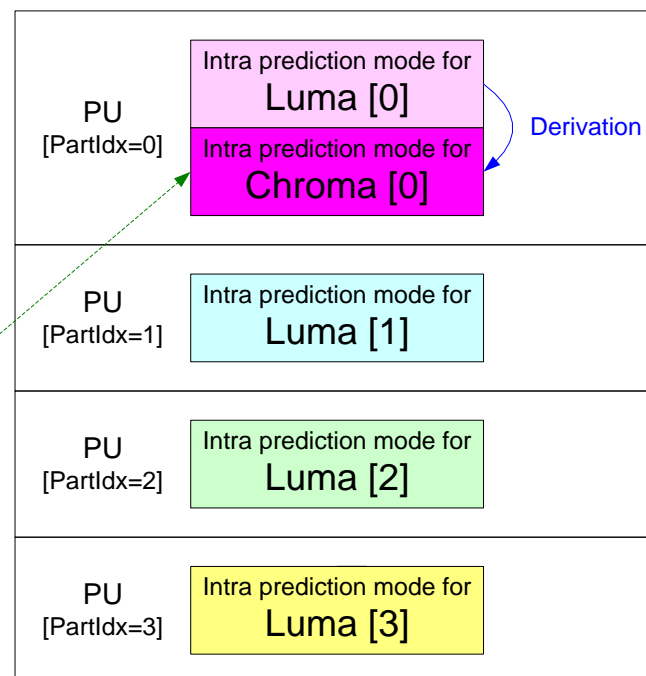 PU
[PartIdx=0]
Intra prediction mode for
Luma [0]
Intra prediction mode for
Chroma [0]
Derivation
PU
[PartIdx=1]
Intra prediction mode for
Luma [1]
PU
[PartIdx=2]
Intra prediction mode for
Luma [2]
PU
[PartIdx=3]
Intra prediction mode for
Luma [3]